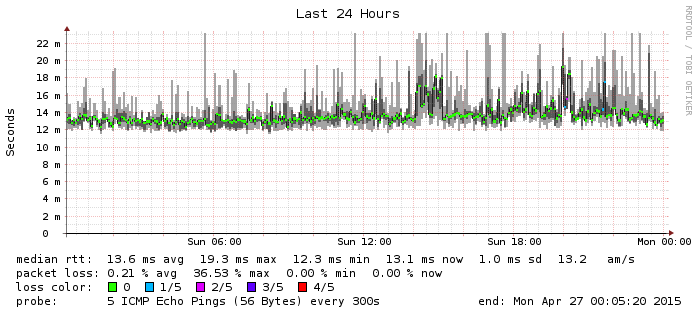 Last 24 Hours
RRDTOOL / TOBI OETIKER
Seconds
22 m
20 m
18 m
16 m
14 m
12 m
10 m
8 m
6 m
4 m
2 m
0
Sun 06:00 Sun 12:00 Sun 18:00 Mon 00:00
median rtt: 13.6 ms avg 19.3 ms max 12.3 ms min 13.1 ms now 1.0 ms sd 13.2 am/s
packet loss: 0.21 % avg 36.53 % max 0.00 % min 0.00 % now
loss color: 0 1/5 2/5 3/5 4/5
probe: 5 ICMP Echo Pings (56 Bytes) every 300s end: Mon Apr 27 00:05:20 2015